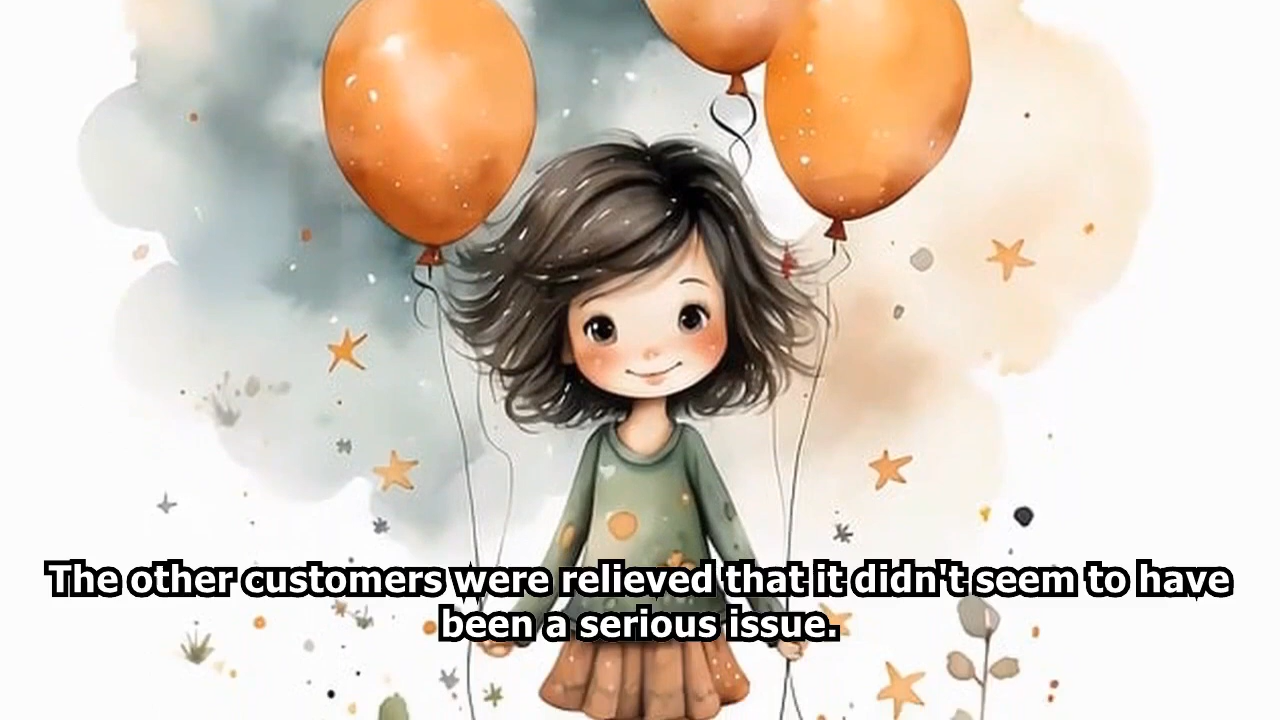 The other customers were relieved that it didn't seem to have
been a serious issue.